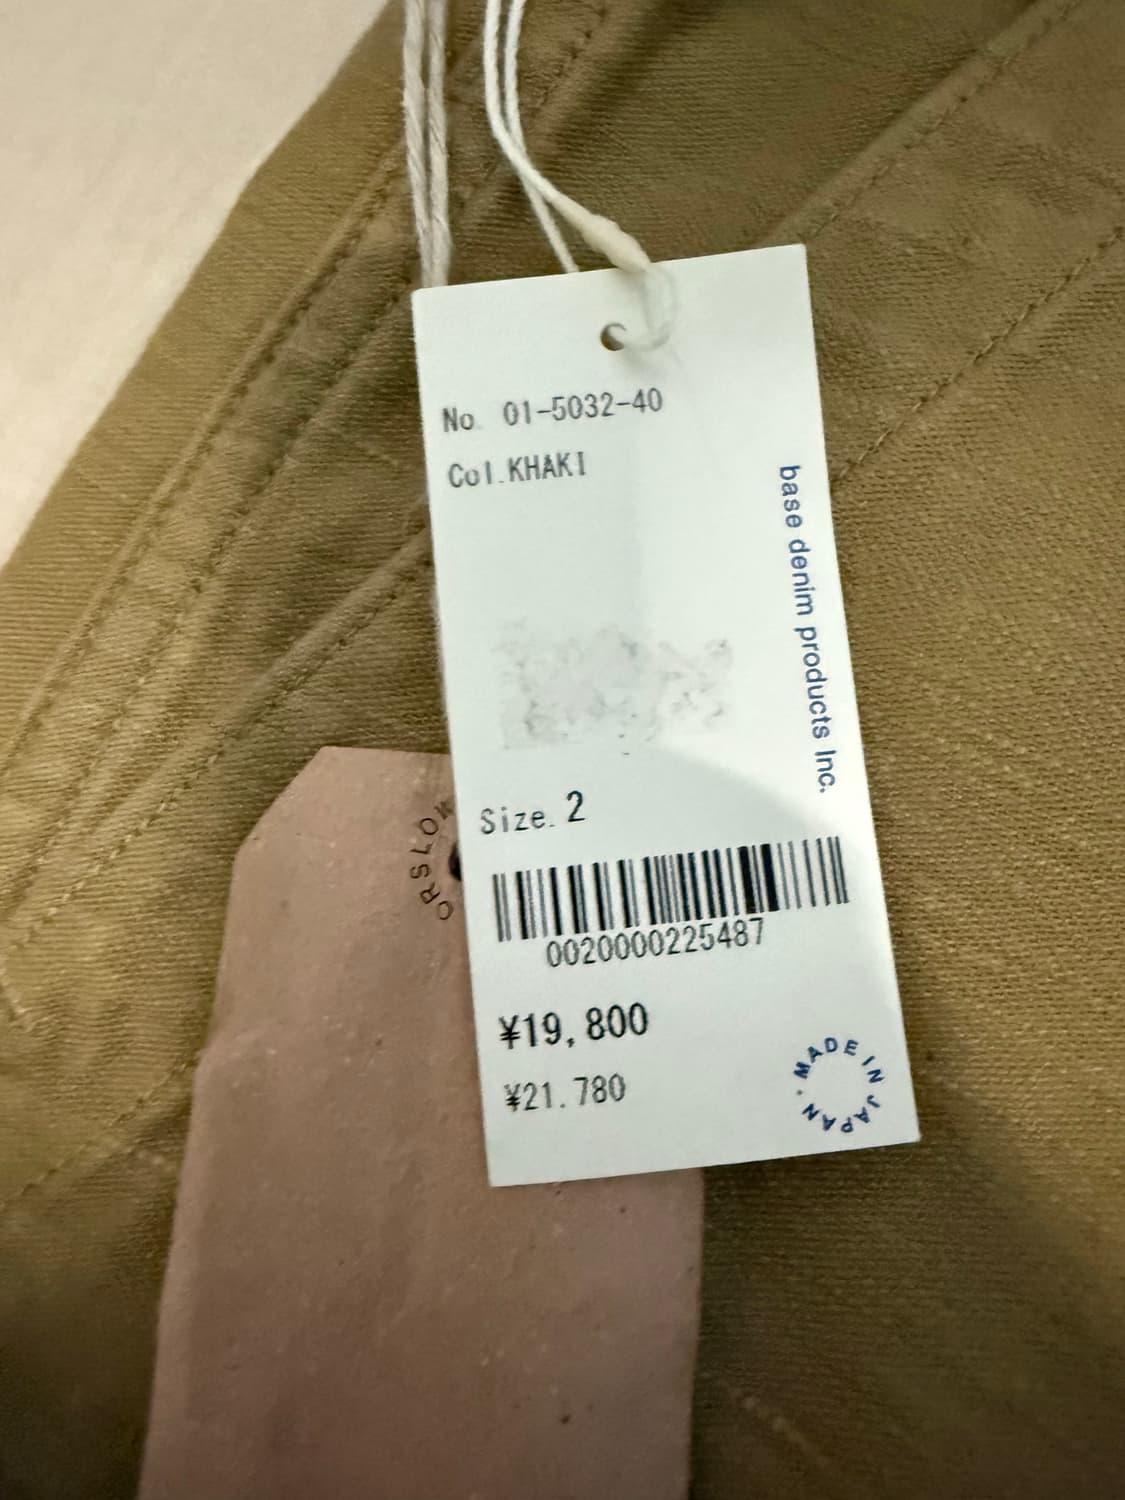 No. 01-5032-40
Col.KHAKI
base denim products Inc.
Size. 2
0020000225487
¥19,800
¥21.780
MADE IN JAPAN
ORSLOW